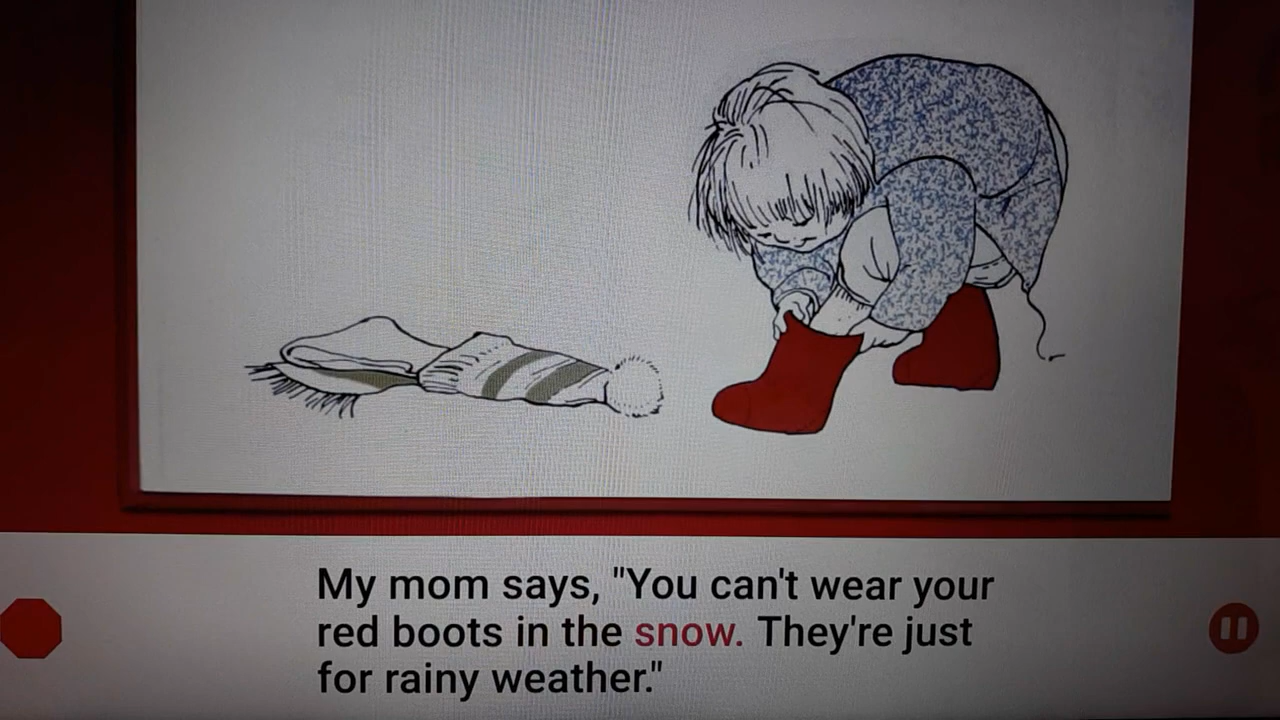 My mom says, "You can't wear your
red boots in the snow. They're just
for rainy weather."